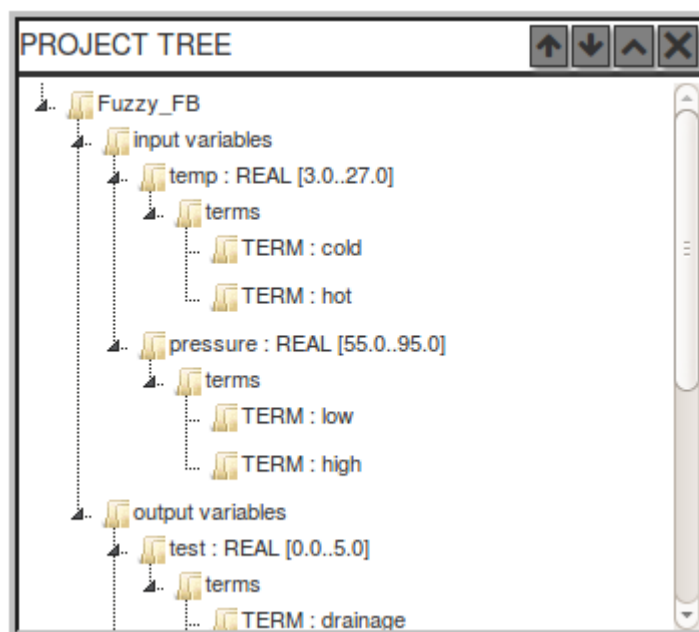 PROJECT TREE
Fuzzy_FB
input variables
temp : REAL [3.0..27.0]
terms
TERM : cold
TERM : hot
pressure : REAL [55.0..95.0]
terms
TERM : low
TERM : high
output variables
test : REAL [0.0..5.0]
terms
TERM : drainage